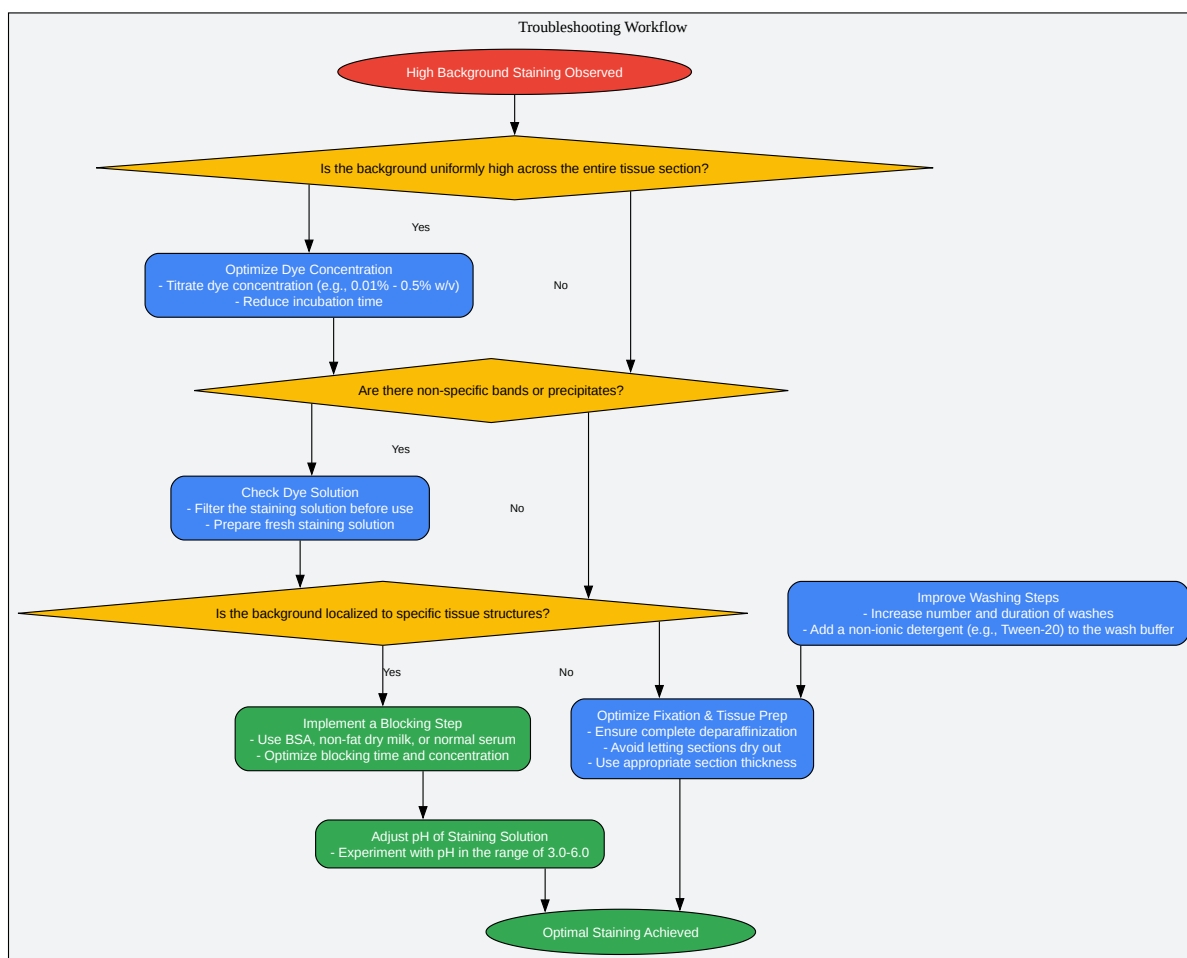 Troubleshooting Workflow
High Background Staining Observed
Is the background uniformly high across the entire tissue section?
Yes
Optimize Dye Concentration
- Titrate dye concentration (e.g., 0.01% - 0.5% w/v)
- Reduce incubation time
No
Are there non-specific bands or precipitates?
Yes
Check Dye Solution
- Filter the staining solution before use
- Prepare fresh staining solution
No
Is the background localized to specific tissue structures?
Improve Washing Steps
- Increase number and duration of washes
- Add a non-ionic detergent (e.g., Tween-20) to the wash buffer
Yes
No
Implement a Blocking Step
- Use BSA, non-fat dry milk, or normal serum
- Optimize blocking time and concentration
Optimize Fixation & Tissue Prep
- Ensure complete deparaffinization
- Avoid letting sections dry out
- Use appropriate section thickness
Adjust pH of Staining Solution
- Experiment with pH in the range of 3.0-6.0
Optimal Staining Achieved